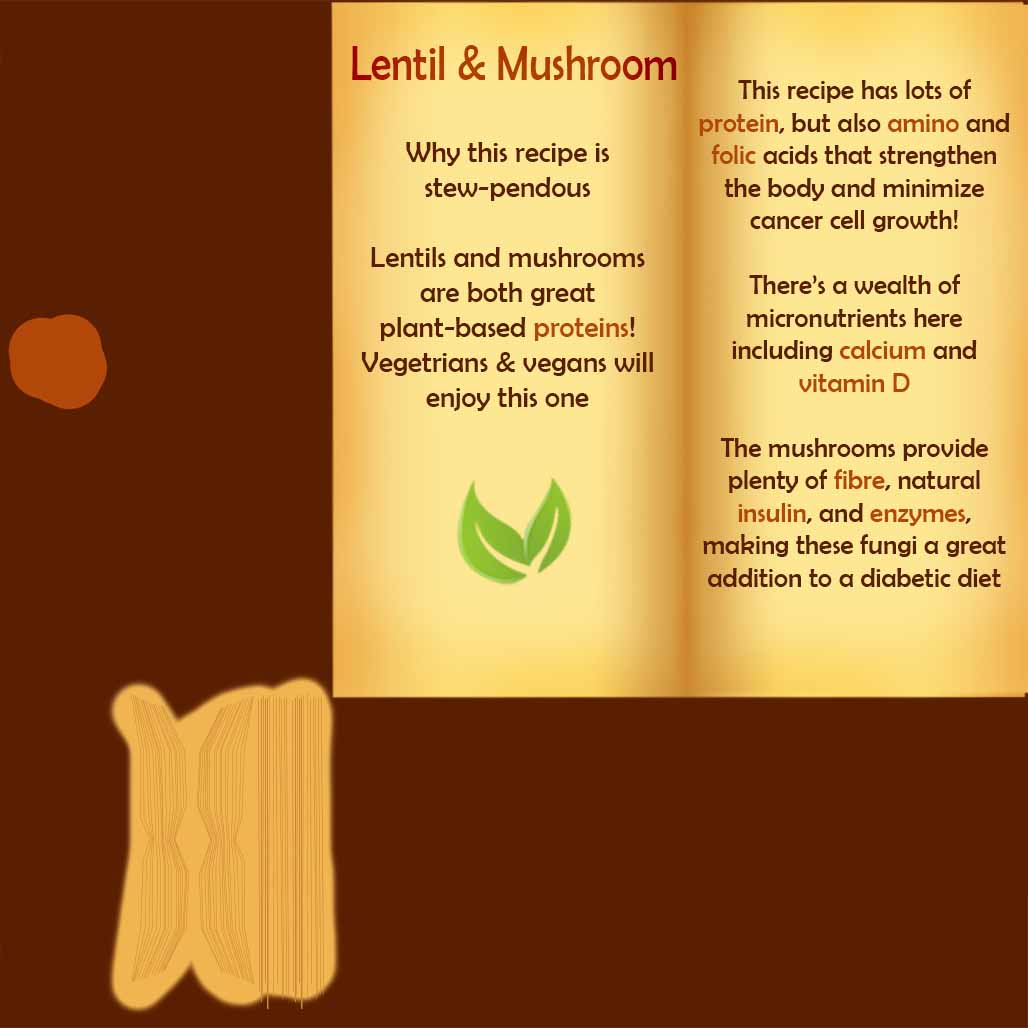 Lentil & Mushroom
Why this recipe is
stew-pendous
Lentils and mushrooms
are both great
plant-based proteins!
Vegetrians & vegans will
enjoy this one
This recipe has lots of
protein, but also amino and
folic acids that strengthen
the body and minimize
cancer cell growth!
There’s a wealth of
micronutrients here
including calcium and
vitamin D
The mushrooms provide
plenty of fibre, natural
insulin, and enzymes,
making these fungi a great
addition to a diabetic diet